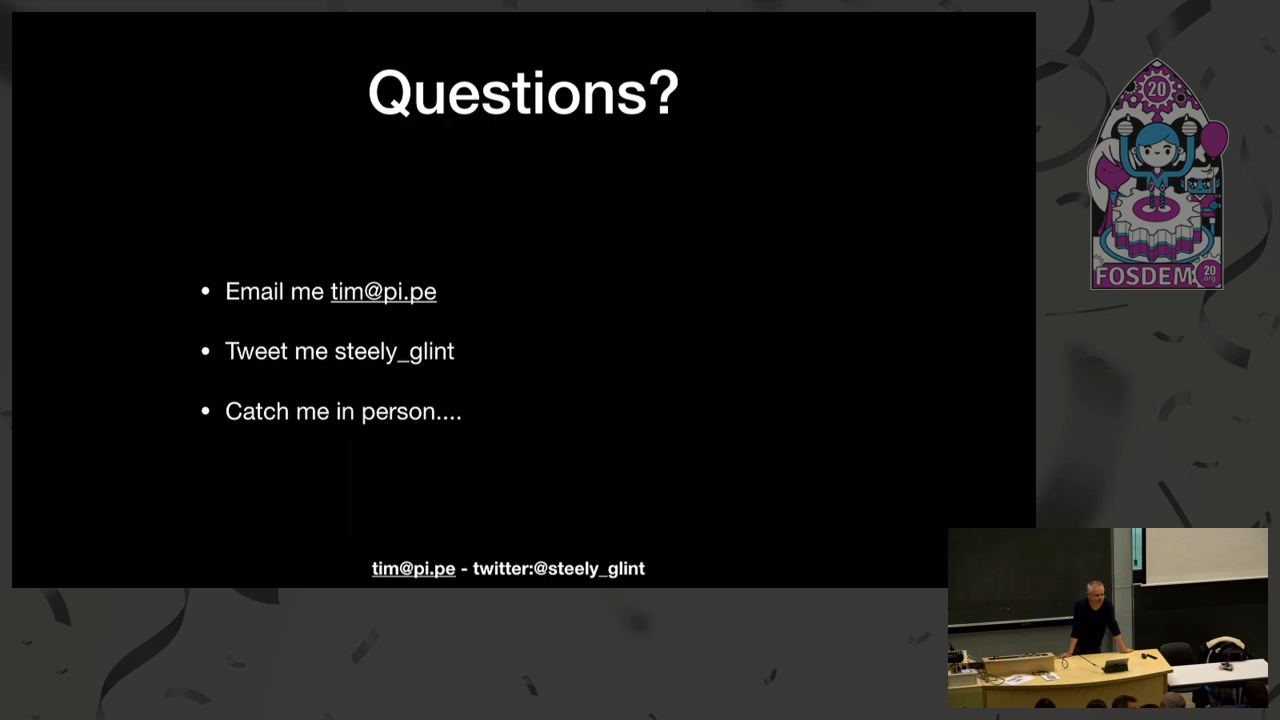 Questions?
• Email me tim@pi.pe
• Tweet me steely_glint
• Catch me in person....
tim@pi.pe - twitter:@steely_glint
20
FOSDEM
20
.org